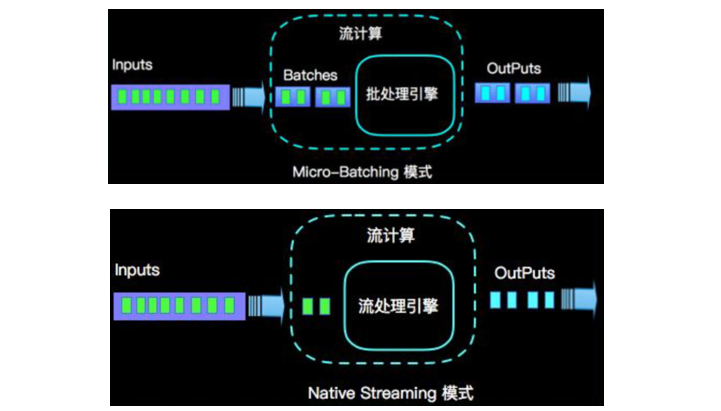 流计算
Inputs
Batches
OutPuts
批处理引擎
Micro-Batching 模式
流计算
Inputs
OutPuts
流处理引擎
Native Streaming 模式